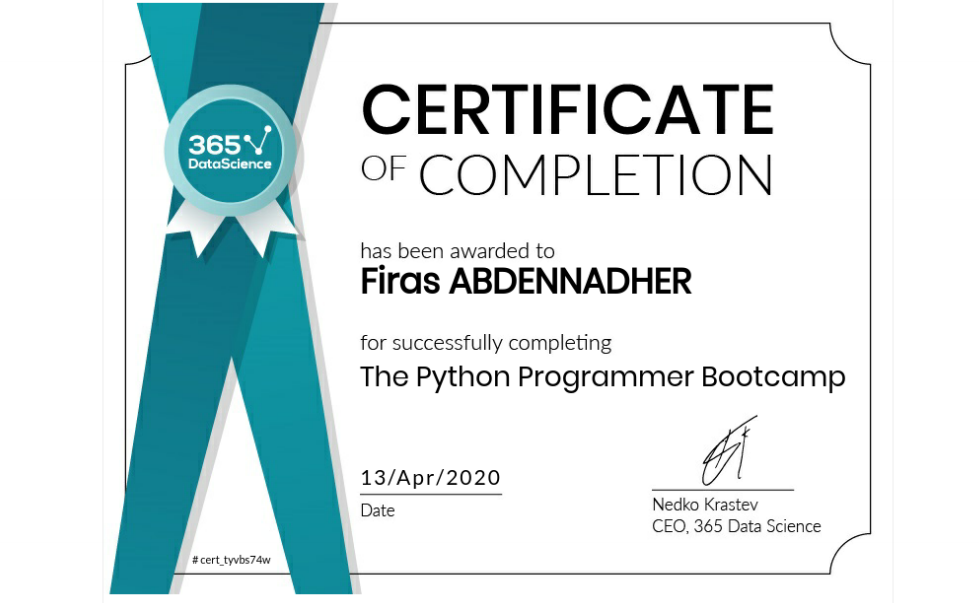 365
DataScience
CERTIFICATE
OF COMPLETION
has been awarded to
Firas ABDENNADHER
for successfully completing
The Python Programmer Bootcamp
13/Apr/2020
Date
Nedko Krastev
CEO, 365 Data Science
# cert_tyvbs74w